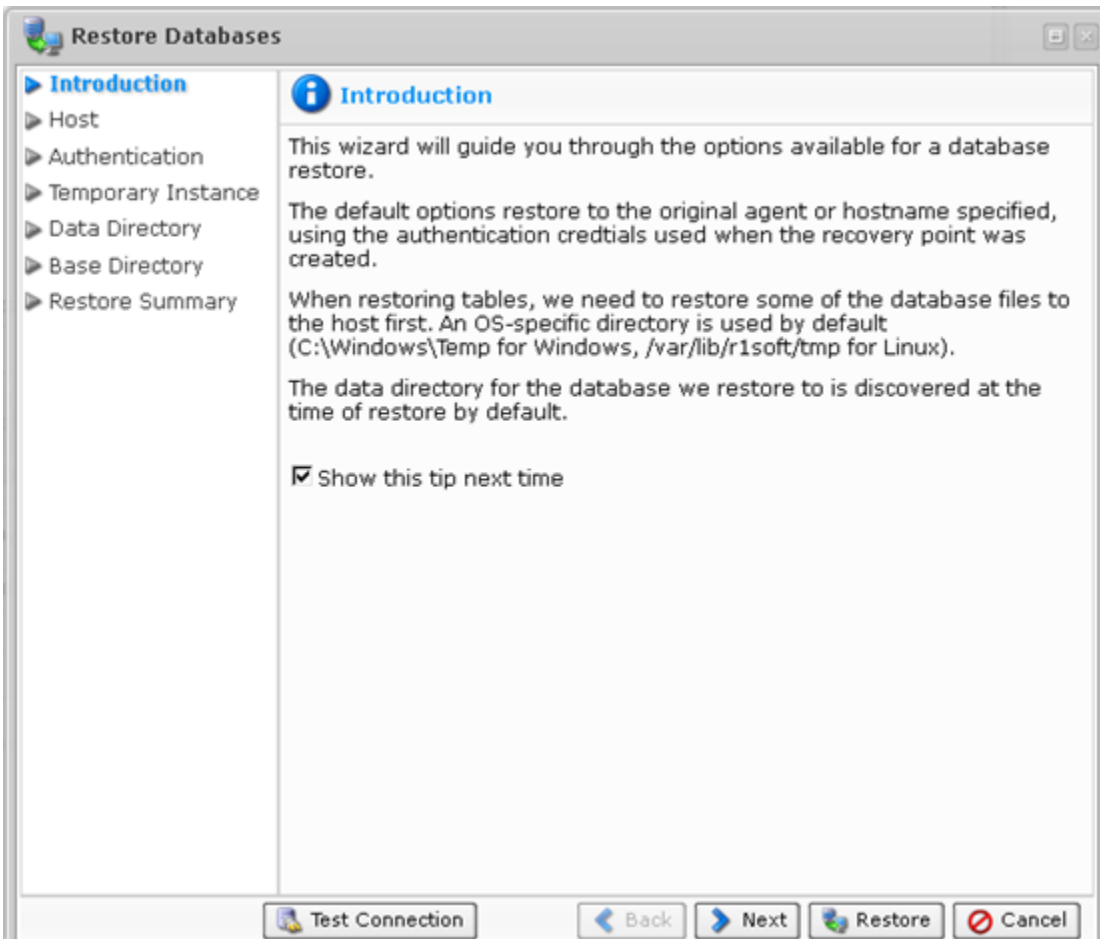 Restore Databases
Introduction
Host
Authentication
Temporary Instance
Data Directory
Base Directory
Restore Summary
Introduction
This wizard will guide you through the options available for a database
restore.
The default options restore to the original agent or hostname specified,
using the authentication credtials used when the recovery point was
created.
When restoring tables, we need to restore some of the database files to
the host first. An OS-specific directory is used by default
(C:\Windows\Temp for Windows, /var/lib/r1soft/tmp for Linux).
The data directory for the database we restore to is discovered at the
time of restore by default.
Show this tip next time
Test Connection
Back
Next
Restore
Cancel